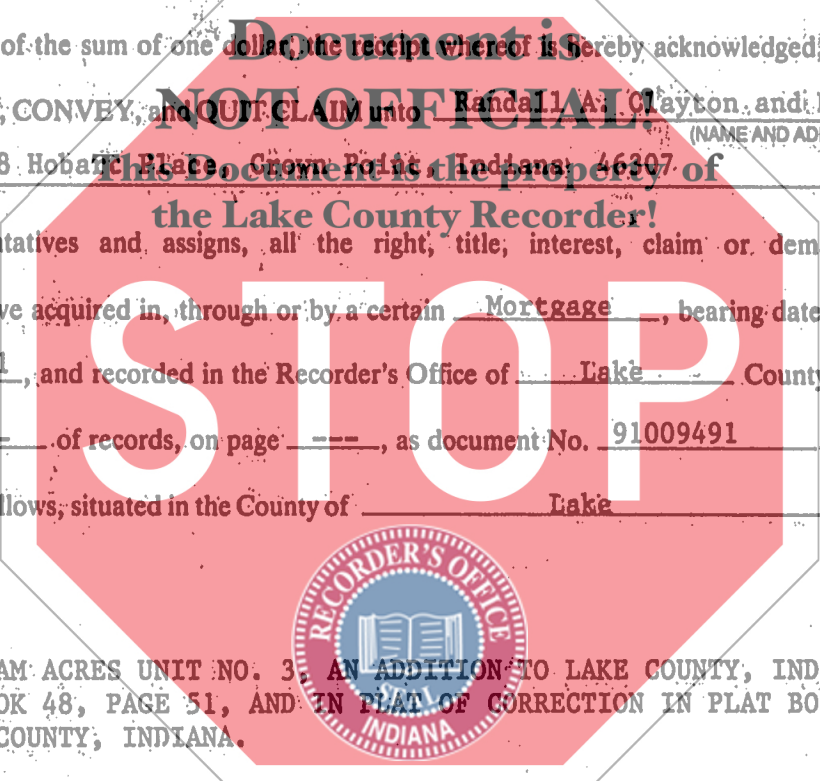 Document is
of the sum of one dollar, the receipt whereof is hereby acknowledged,
NOT OFFICIAL!
, CONVEY, and QUIT CLAIM unto Randall A. Clayton and
(NAME AND AD
This Document is the property of
8 Hobart Place, Crown Point, Indiana, 46307
the Lake County Recorder!
tatives and assigns, all the right, title, interest, claim or dem
ve acquired in, through or by a certain Mortgage, bearing date
1, and recorded in the Recorder's Office of Lake County
- of records, on page ---, as document No. 91009491
llows, situated in the County of Lake
STOP
RECORDER'S OFFICE
SEAL
INDIANA
AM ACRES UNIT NO. 3, AN ADDITION TO LAKE COUNTY, IND
OK 48, PAGE 51, AND IN PLAT OF CORRECTION IN PLAT BO
COUNTY, INDIANA.